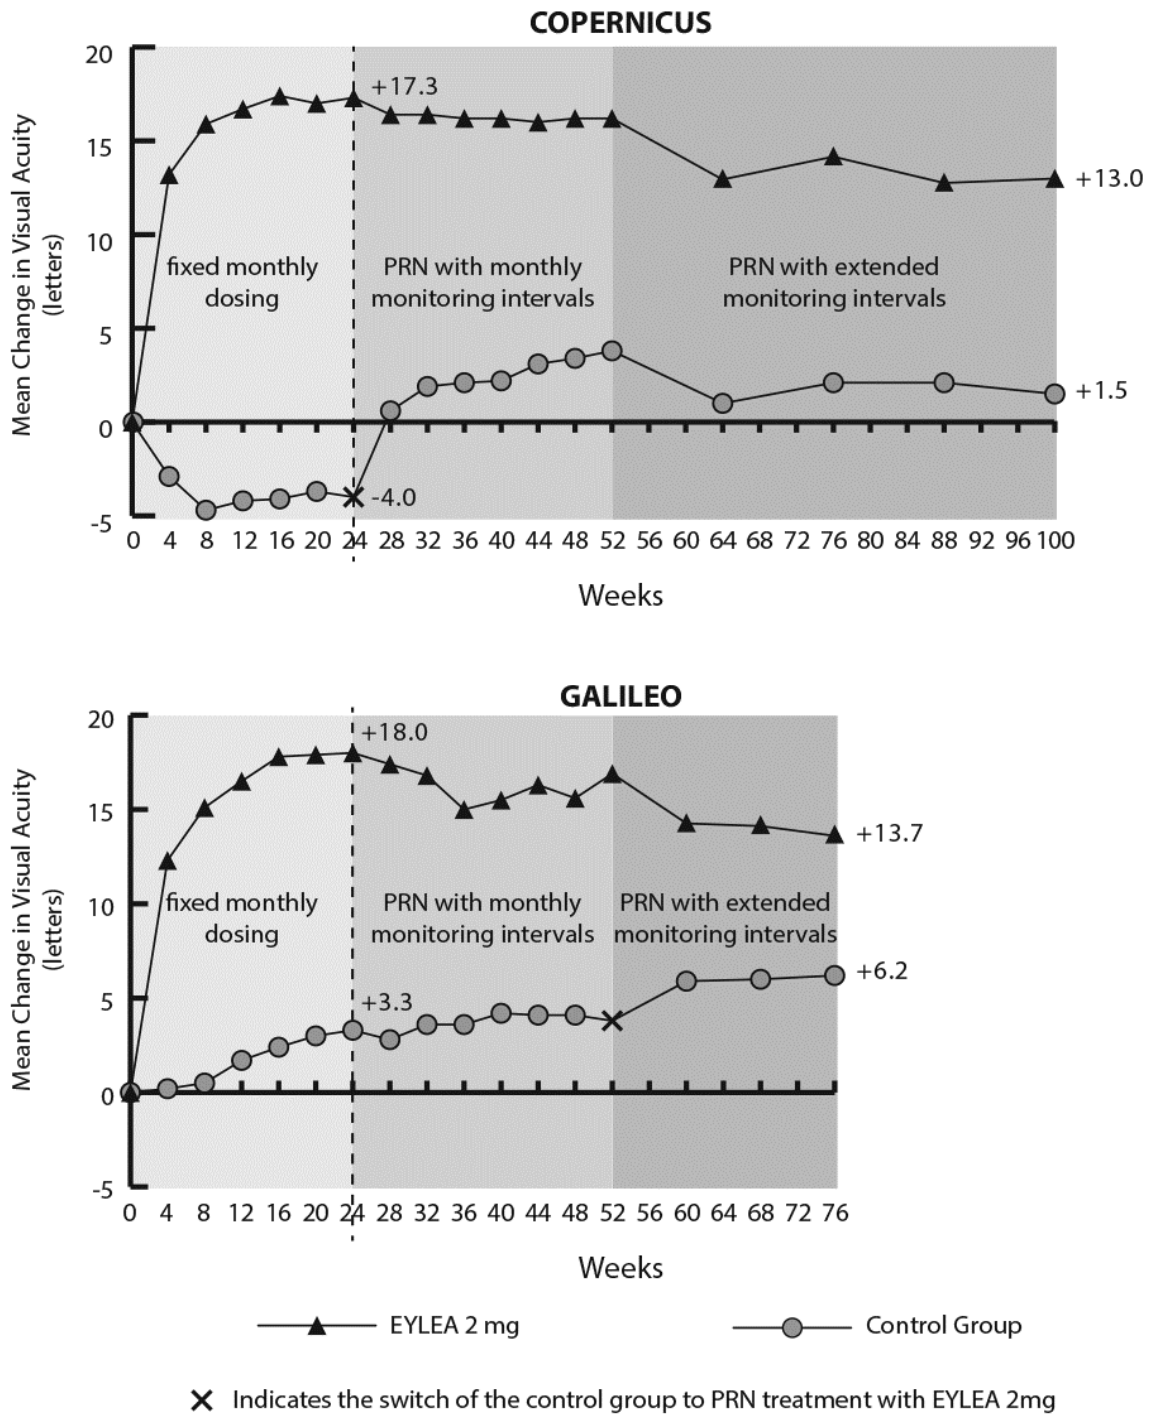 COPERNICUS
Mean Change in Visual Acuity
(letters)
20
15
10
5
0
-5
+17.3
-4.0
+13.0
+1.5
fixed monthly
dosing
PRN with monthly
monitoring intervals
PRN with extended
monitoring intervals
0 4 8 12 16 20 24 28 32 36 40 44 48 52 56 60 64 68 72 76 80 84 88 92 96 100
Weeks
GALILEO
Mean Change in Visual Acuity
(letters)
20
15
10
5
0
-5
+18.0
+3.3
+13.7
+6.2
fixed monthly
dosing
PRN with monthly
monitoring intervals
PRN with extended
monitoring intervals
0 4 8 12 16 20 24 28 32 36 40 44 48 52 56 60 64 68 72 76
Weeks
EYLEA 2 mg
Control Group
Indicates the switch of the control group to PRN treatment with EYLEA 2mg